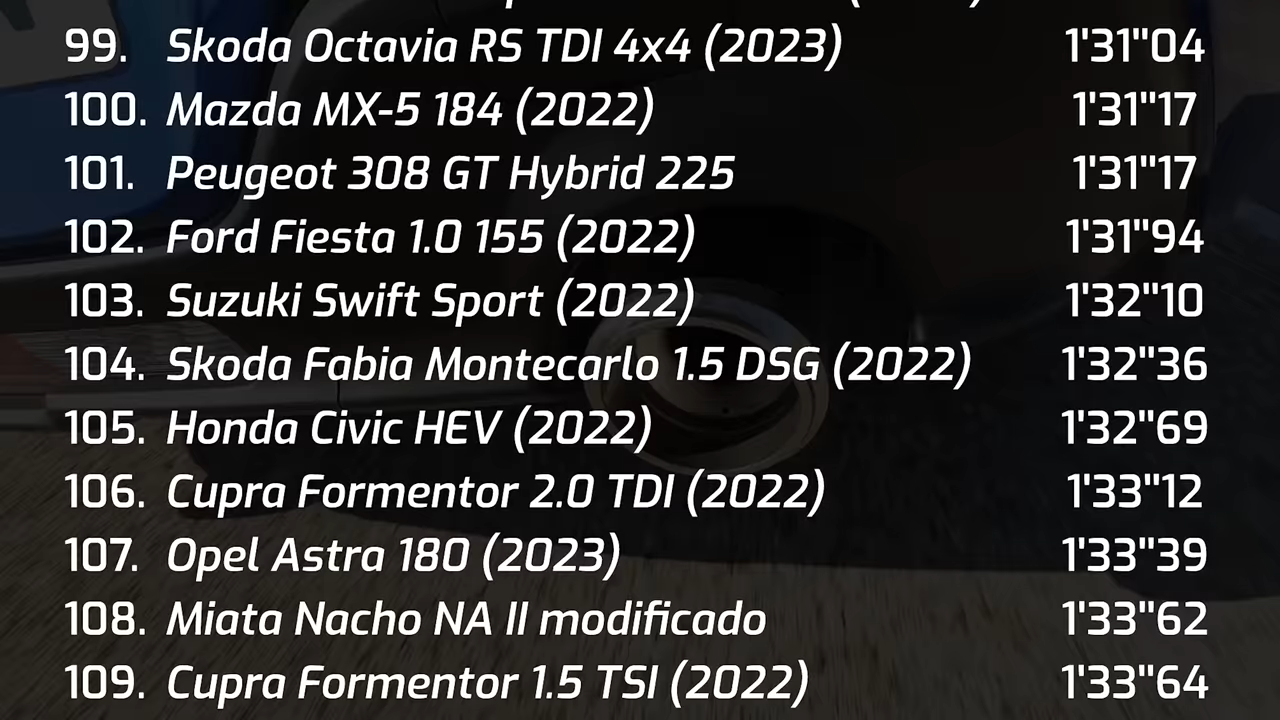 99. Skoda Octavia RS TDI 4x4 (2023) 1'31"04
100. Mazda MX-5 184 (2022) 1'31"17
101. Peugeot 308 GT Hybrid 225 1'31"17
102. Ford Fiesta 1.0 155 (2022) 1'31"94
103. Suzuki Swift Sport (2022) 1'32"10
104. Skoda Fabia Montecarlo 1.5 DSG (2022) 1'32"36
105. Honda Civic HEV (2022) 1'32"69
106. Cupra Formentor 2.0 TDI (2022) 1'33"12
107. Opel Astra 180 (2023) 1'33"39
108. Miata Nacho NA II modificado 1'33"62
109. Cupra Formentor 1.5 TSI (2022) 1'33"64